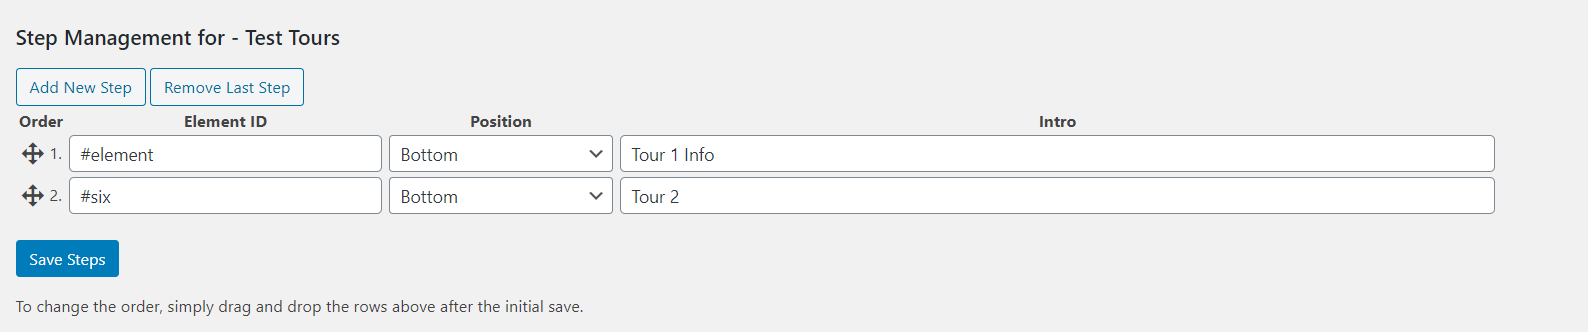 Step Management for - Test Tours
Add New Step Remove Last Step
Order Element ID Position Intro
1. #element Bottom Tour 1 Info
2. #six Bottom Tour 2
Save Steps
To change the order, simply drag and drop the rows above after the initial save.